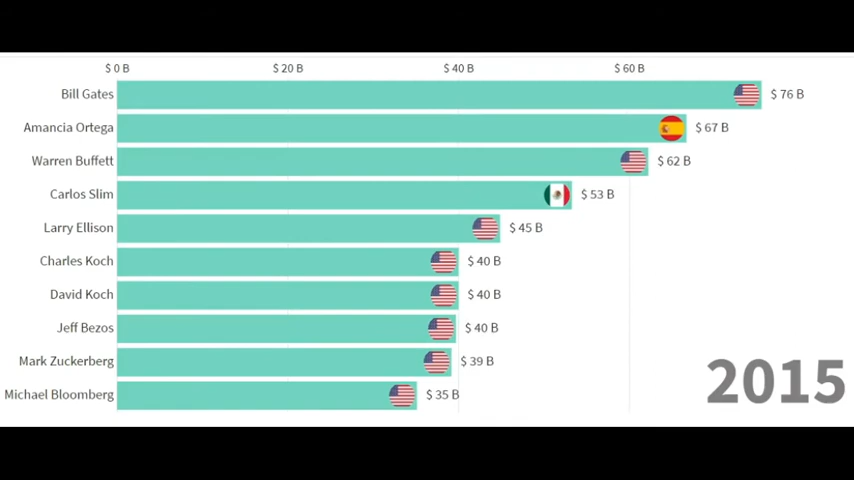 $ 0 B $ 20 B $ 40 B $ 60 B
Bill Gates $ 76 B
Amancia Ortega $ 67 B
Warren Buffett $ 62 B
Carlos Slim $ 53 B
Larry Ellison $ 45 B
Charles Koch $ 40 B
David Koch $ 40 B
Jeff Bezos $ 40 B
Mark Zuckerberg $ 39 B
Michael Bloomberg $ 35 B
2015